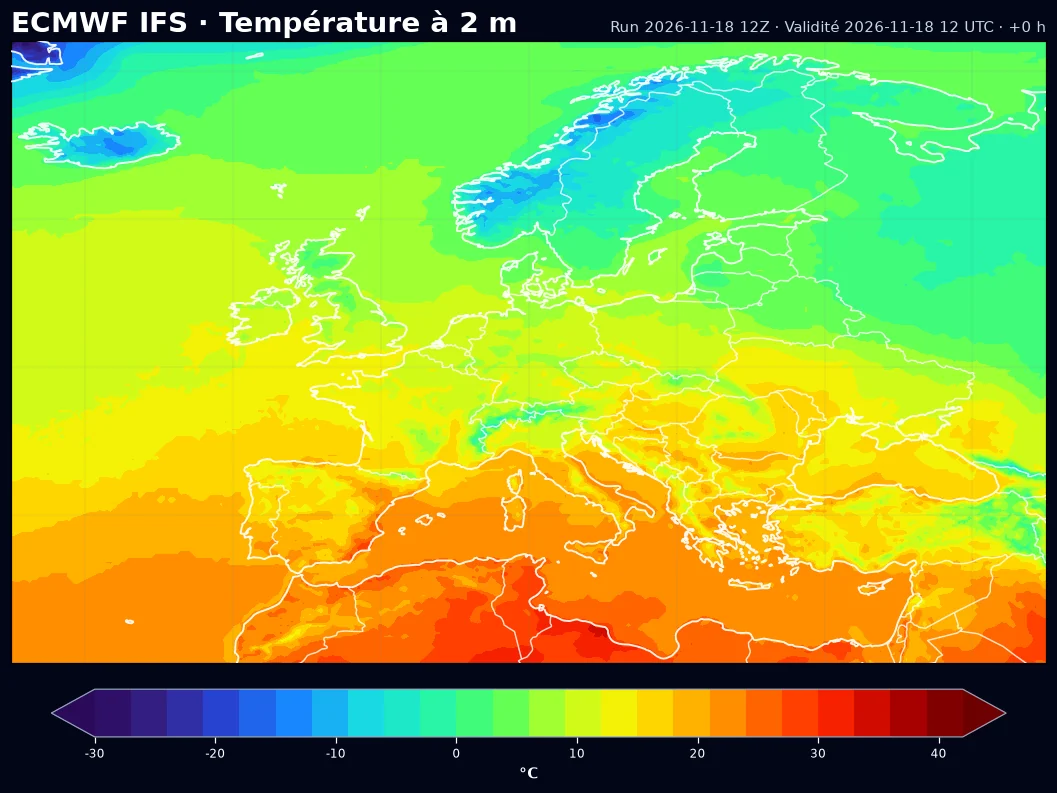 ECMWF IFS · Température à 2 m
Run 2026-11-18 12Z · Validité 2026-11-18 12 UTC · +0 h
-30 -20 -10 0 10 20 30 40
°C